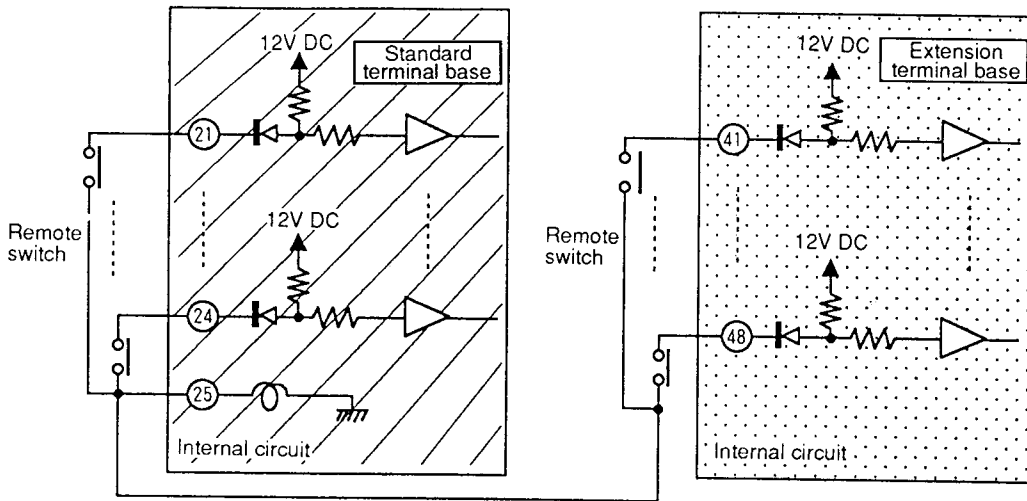 12V DC
Standard
terminal base
21
Remote
switch
12V DC
24
25
Internal circuit
12V DC
Extension
terminal base
41
Remote
switch
12V DC
48
Internal circuit